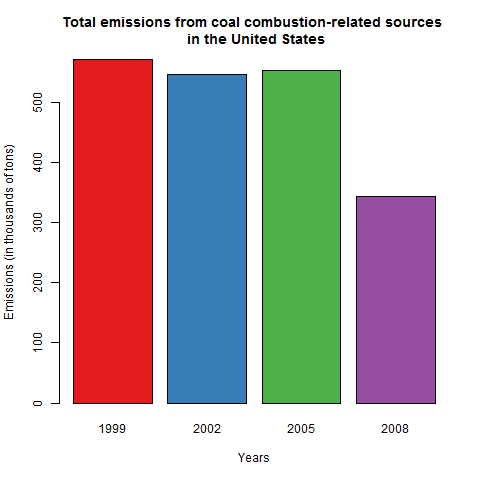 Total emissions from coal combustion-related sources
in the United States
Emissions (in thousands of tons)
500
400
300
200
100
0
1999 2002 2005 2008
Years